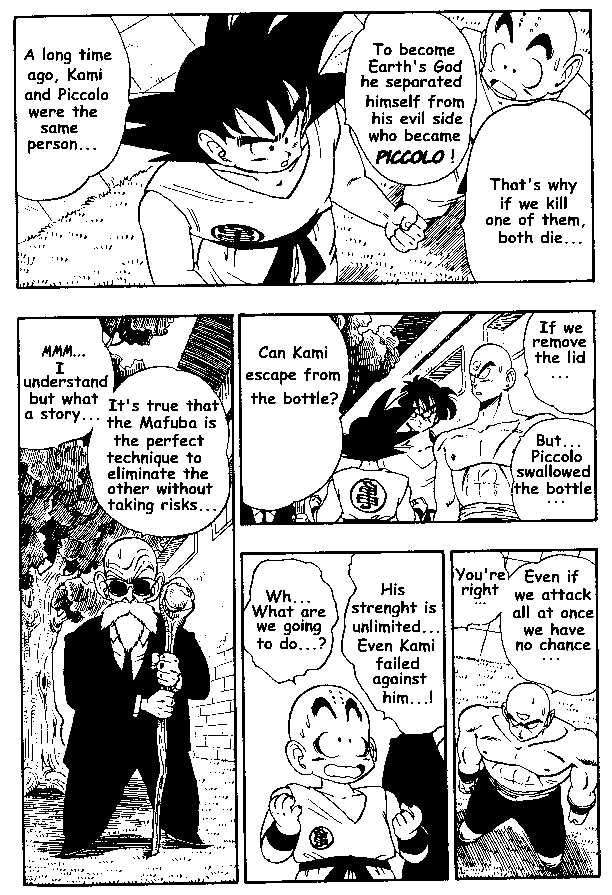 A long time
ago, Kami
and Piccolo
were the
same
person...
To become
Earth's God
he separated
himself from
his evil side
who became
PICCOLO !
That's why
if we kill
one of them,
both die...
MMM...
I
understand
but what
a story...
It's true that
the Mafuba is
the perfect
technique to
eliminate the
other without
taking risks...
Can Kami
escape from
the bottle?
If we
remove
the lid
...
But...
Piccolo
swallowed
the bottle
...
Wh...
What are
we going
to do...?
His
strenght is
unlimited...
Even Kami
failed
against
him...!
You're
right
...
Even if
we attack
all at once
we have
no chance
...